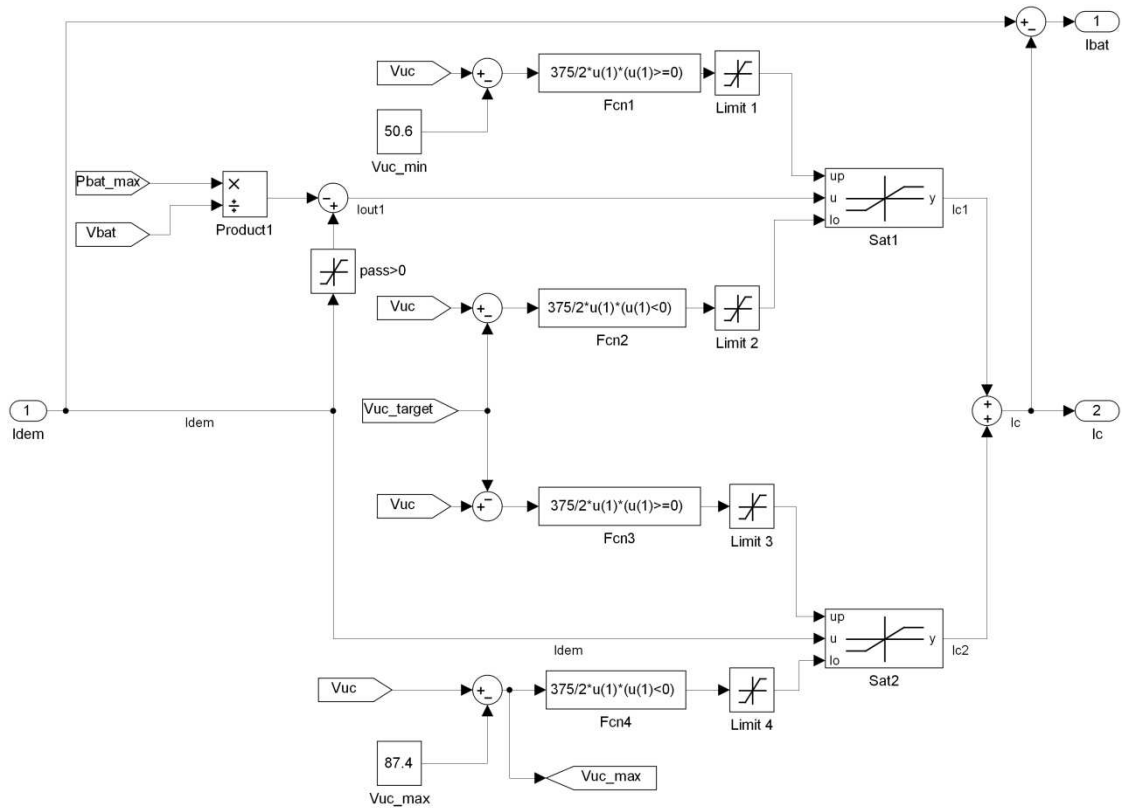 1
Ibat
+
−
Vuc
+
−
375/2*u(1)*(u(1)>=0)
Fcn1
Limit 1
50.6
Vuc_min
Pbat_max
Vbat
×
÷
Product1
−
+
Iout1
pass>0
up
u
lo
y
Sat1
Ic1
Vuc
+
−
375/2*u(1)*(u(1)<0)
Fcn2
Limit 2
1
Idem
Idem
Vuc_target
+
+
Ic
2
Ic
Vuc
+
−
375/2*u(1)*(u(1)>=0)
Fcn3
Limit 3
Idem
up
u
lo
y
Sat2
Ic2
Vuc
+
−
375/2*u(1)*(u(1)<0)
Fcn4
Limit 4
87.4
Vuc_max
Vuc_max